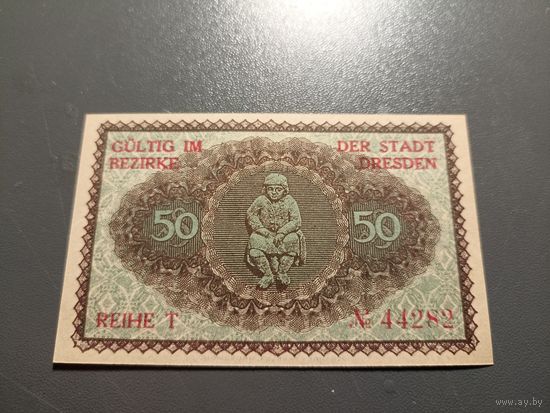 GÜLTIG IM DER STADT
BEZIRKE DRESDEN
50 50
REIHE T № 44282
www.ay.by